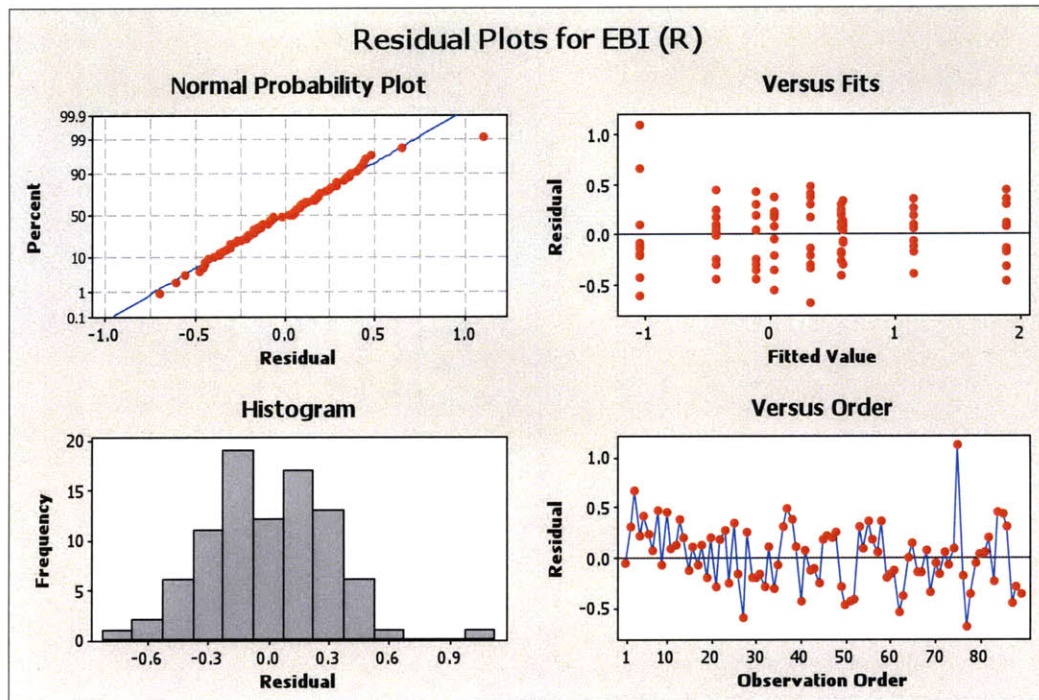 Residual Plots for EBI (R)
Normal Probability Plot
99.9
99
90
50
10
1
0.1
Percent
-1.0 -0.5 0.0 0.5 1.0
Residual
Versus Fits
1.0
0.5
0.0
-0.5
Residual
-1 0 1 2
Fitted Value
Histogram
20
15
10
5
0
Frequency
-0.6 -0.3 0.0 0.3 0.6 0.9
Residual
Versus Order
1.0
0.5
0.0
-0.5
Residual
1 10 20 30 40 50 60 70 80
Observation Order